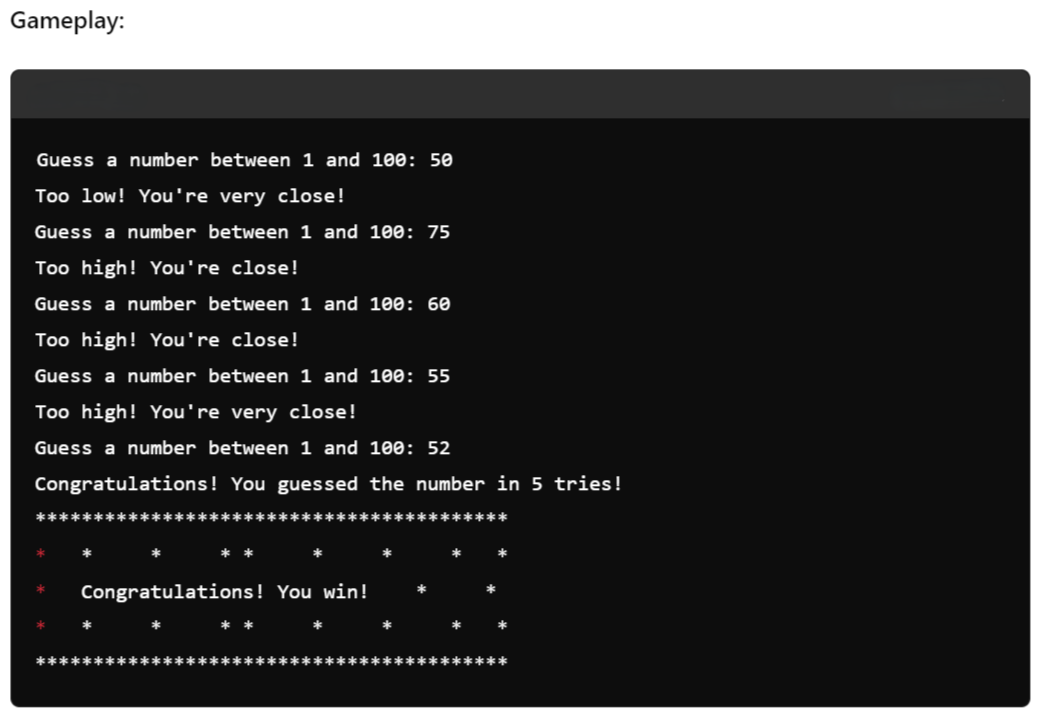 Gameplay:
Guess a number between 1 and 100: 50
Too low! You're very close!
Guess a number between 1 and 100: 75
Too high! You're close!
Guess a number between 1 and 100: 60
Too high! You're close!
Guess a number between 1 and 100: 55
Too high! You're very close!
Guess a number between 1 and 100: 52
Congratulations! You guessed the number in 5 tries!
*****************************************
*   *     *     * *     *     *     *   *
*   Congratulations! You win!    *     *
*   *     *     * *     *     *     *   *
*****************************************